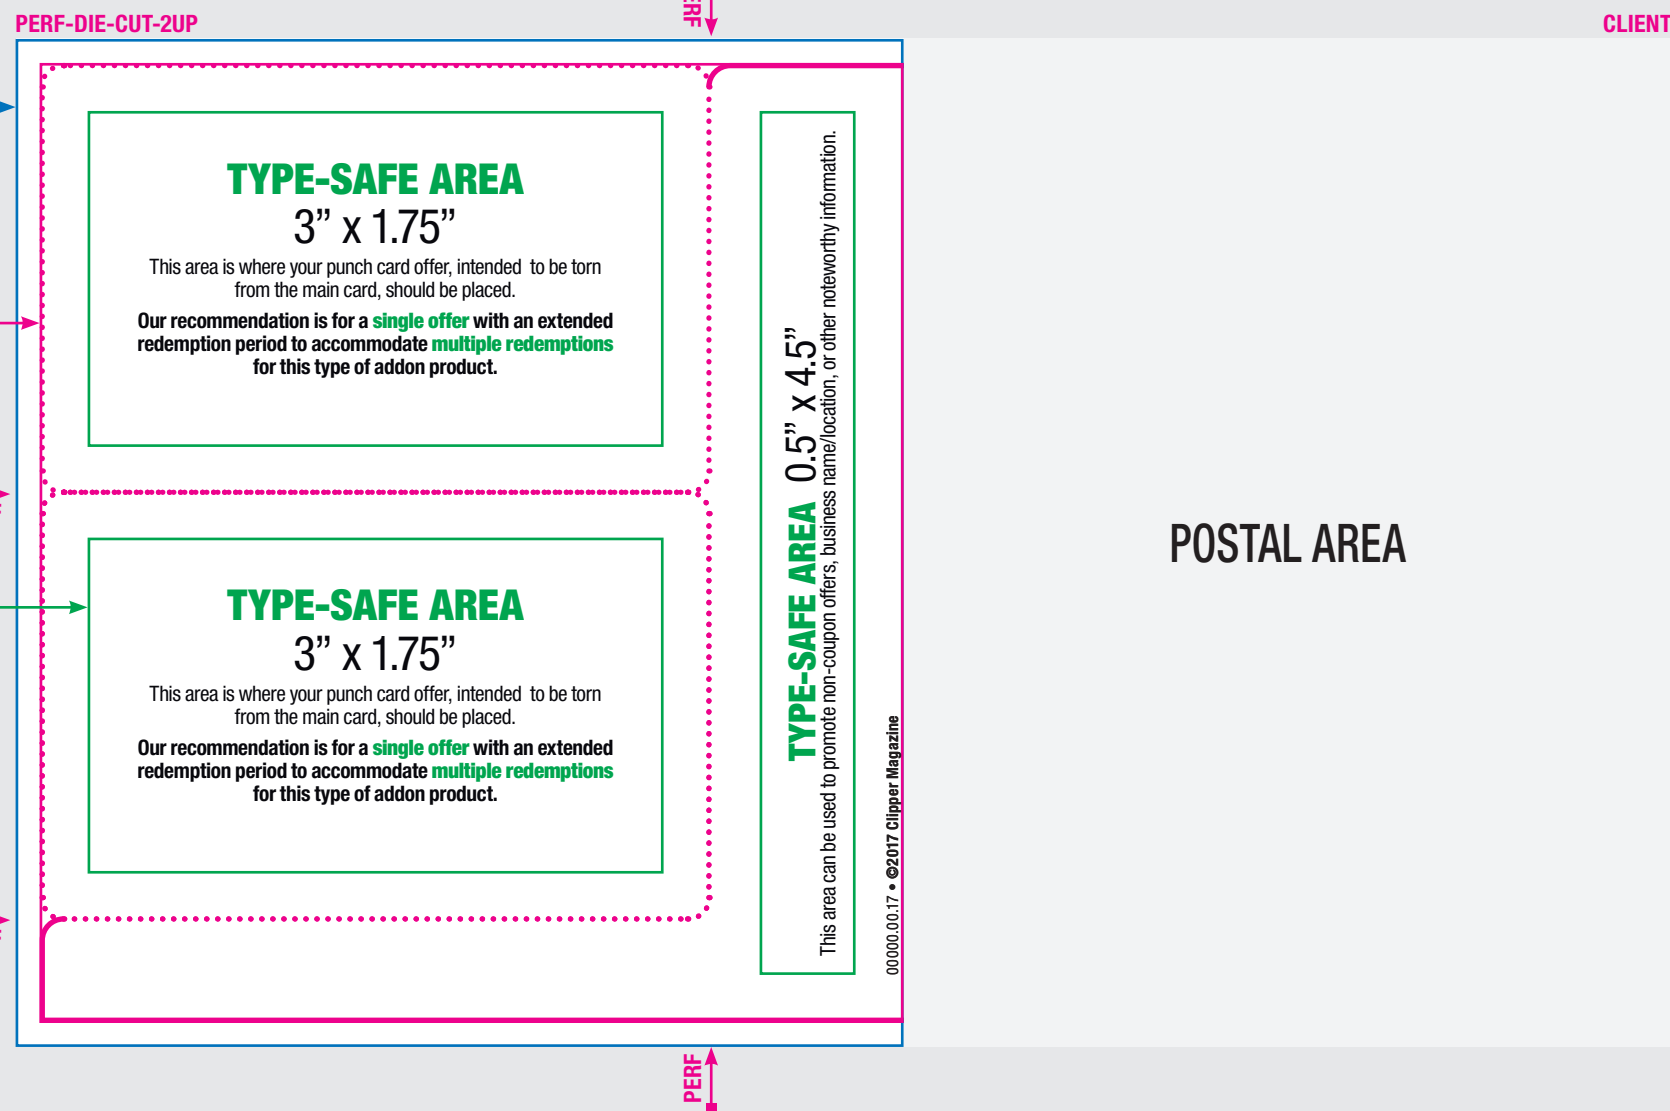 PERF-DIE-CUT-2UP
CLIENT
TYPE-SAFE AREA
3” x 1.75”
This area is where your punch card offer, intended  to be torn
from the main card, should be placed.
Our recommendation is for a single offer with an extended
redemption period to accommodate multiple redemptions
for this type of addon product.
TYPE-SAFE AREA
3” x 1.75”
This area is where your punch card offer, intended  to be torn
from the main card, should be placed.
Our recommendation is for a single offer with an extended
redemption period to accommodate multiple redemptions
for this type of addon product.
TYPE-SAFE AREA 0.5” x 4.5”
This area can be used to promote non-coupon offers, business name/location, or other noteworthy information.
00000.00.17 • ©2017 Clipper Magazine
POSTAL AREA
PERF